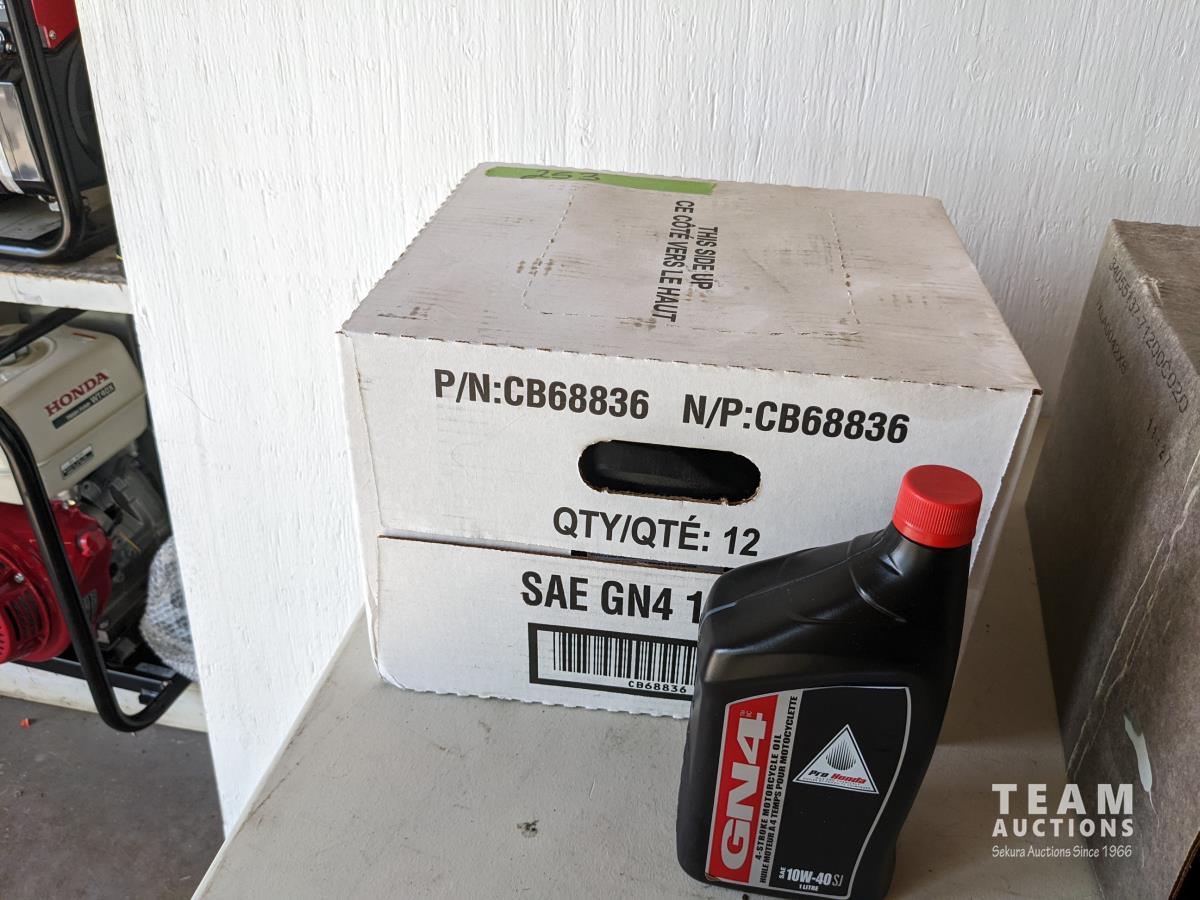 253
THIS SIDE UP
CE CÔTÉ VERS LE HAUT
P/N:CB68836 N/P:CB68836
QTY/QTÉ: 12
SAE GN4 1
CB68836
HONDA
GN4
4-STROKE MOTORCYCLE OIL
HUILE MOTEUR À 4 TEMPS POUR MOTOCYCLETTE
Pro Honda
SAE 10W-40 SJ
1 LITRE
TEAM
AUCTIONS
Sekura Auctions Since 1966